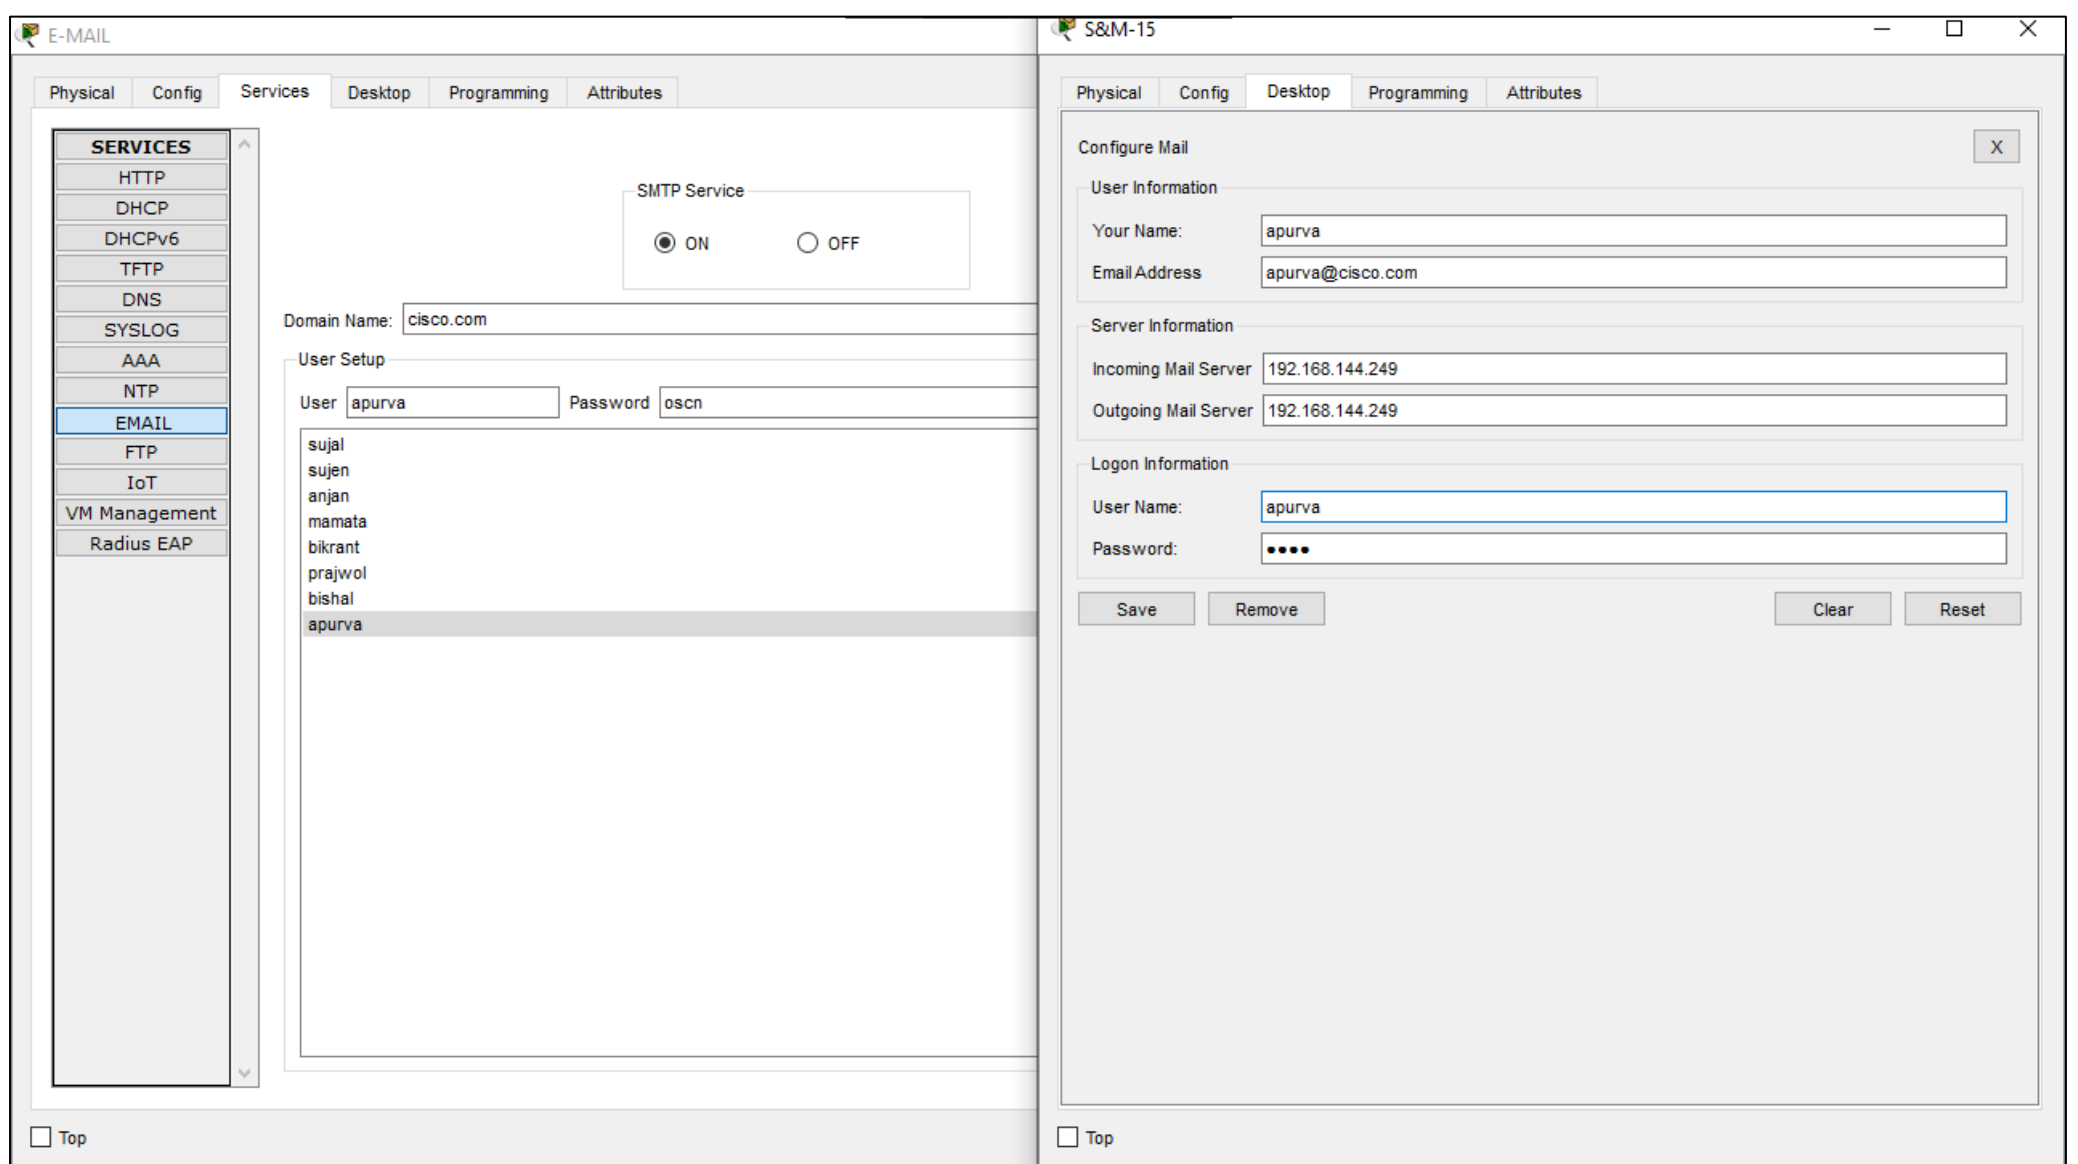 E-MAIL
Physical Config Services Desktop Programming Attributes
SERVICES
HTTP
DHCP
DHCPv6
TFTP
DNS
SYSLOG
AAA
NTP
EMAIL
FTP
IoT
VM Management
Radius EAP
SMTP Service
ON OFF
Domain Name: cisco.com
User Setup
User apurva Password oscn
sujal
sujen
anjan
mamata
bikrant
prajwol
bishal
apurva
Top
S&M-15
Physical Config Desktop Programming Attributes
Configure Mail X
User Information
Your Name: apurva
Email Address apurva@cisco.com
Server Information
Incoming Mail Server 192.168.144.249
Outgoing Mail Server 192.168.144.249
Logon Information
User Name: apurva
Password: ••••
Save Remove Clear Reset
Top